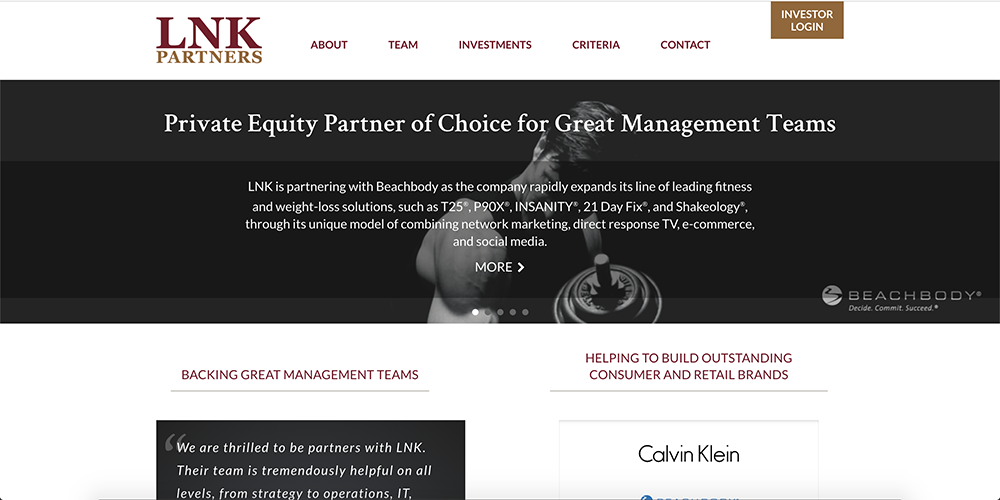 LNK
PARTNERS
ABOUT
TEAM
INVESTMENTS
CRITERIA
CONTACT
INVESTOR
LOGIN
Private Equity Partner of Choice for Great Management Teams
LNK is partnering with Beachbody as the company rapidly expands its line of leading fitness
and weight-loss solutions, such as T25®, P90X®, INSANITY®, 21 Day Fix®, and Shakeology®,
through its unique model of combining network marketing, direct response TV, e-commerce,
and social media.
MORE
BEACHBODY®
Decide. Commit. Succeed.®
BACKING GREAT MANAGEMENT TEAMS
HELPING TO BUILD OUTSTANDING
CONSUMER AND RETAIL BRANDS
“We are thrilled to be partners with LNK.
Their team is tremendously helpful on all
levels, from strategy to operations, IT,
Calvin Klein
BEACHBODY®